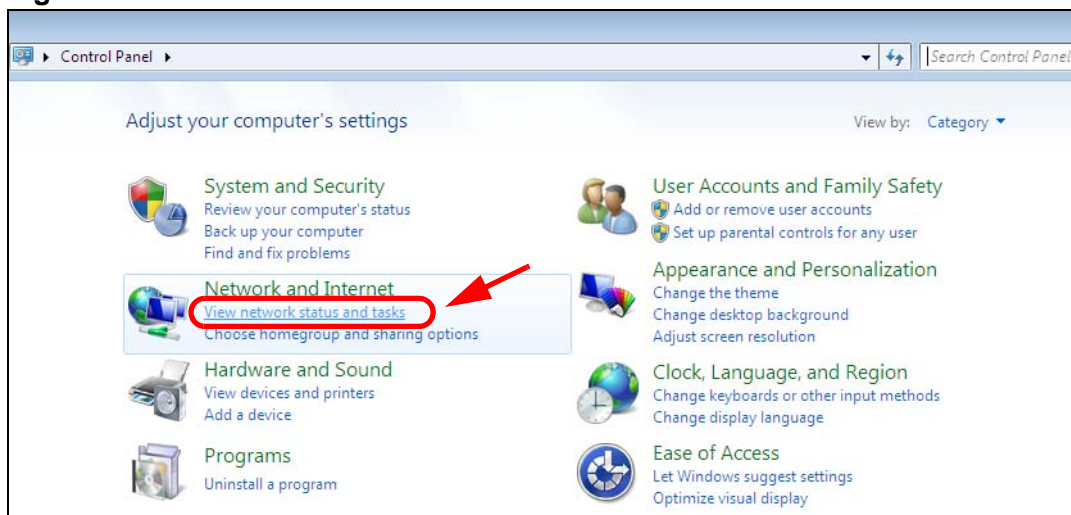 Control Panel
Search Control Panel
Adjust your computer's settings
View by: Category
System and Security
Review your computer's status
Back up your computer
Find and fix problems
Network and Internet
View network status and tasks
Choose homegroup and sharing options
Hardware and Sound
View devices and printers
Add a device
Programs
Uninstall a program
User Accounts and Family Safety
Add or remove user accounts
Set up parental controls for any user
Appearance and Personalization
Change the theme
Change desktop background
Adjust screen resolution
Clock, Language, and Region
Change keyboards or other input methods
Change display language
Ease of Access
Let Windows suggest settings
Optimize visual display